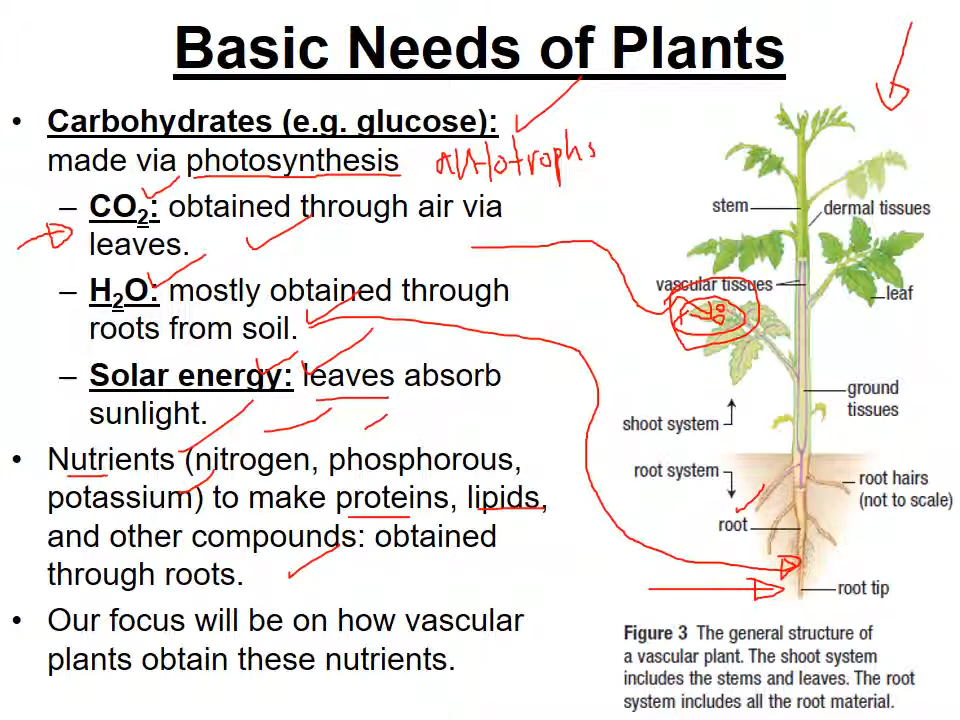 Basic Needs of Plants
• Carbohydrates (e.g. glucose):
made via photosynthesis autotrophs
– CO₂: obtained through air via
leaves.
– H₂O: mostly obtained through
roots from soil.
– Solar energy: leaves absorb
sunlight.
• Nutrients (nitrogen, phosphorous,
potassium) to make proteins, lipids,
and other compounds: obtained
through roots.
• Our focus will be on how vascular
plants obtain these nutrients.
stem
dermal tissues
vascular tissues
leaf
ground
tissues
shoot system
root system
root hairs
(not to scale)
root
root tip
Figure 3 The general structure of
a vascular plant. The shoot system
includes the stems and leaves. The root
system includes all the root material.